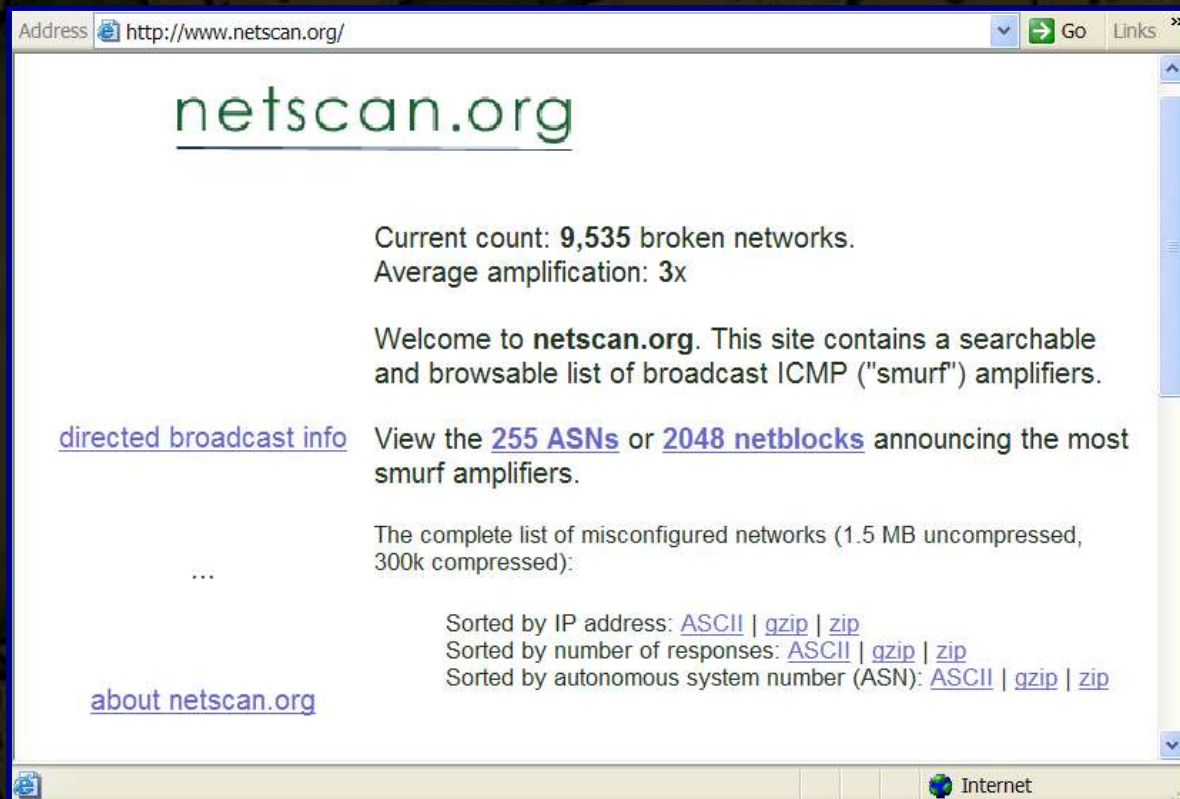 Address http://www.netscan.org/ Go Links »
netscan.org
Current count: 9,535 broken networks.
Average amplification: 3x
Welcome to netscan.org. This site contains a searchable
and browsable list of broadcast ICMP ("smurf") amplifiers.
directed broadcast info
View the 255 ASNs or 2048 netblocks announcing the most
smurf amplifiers.
The complete list of misconfigured networks (1.5 MB uncompressed,
300k compressed):
...
Sorted by IP address: ASCII | gzip | zip
Sorted by number of responses: ASCII | gzip | zip
Sorted by autonomous system number (ASN): ASCII | gzip | zip
about netscan.org
Internet